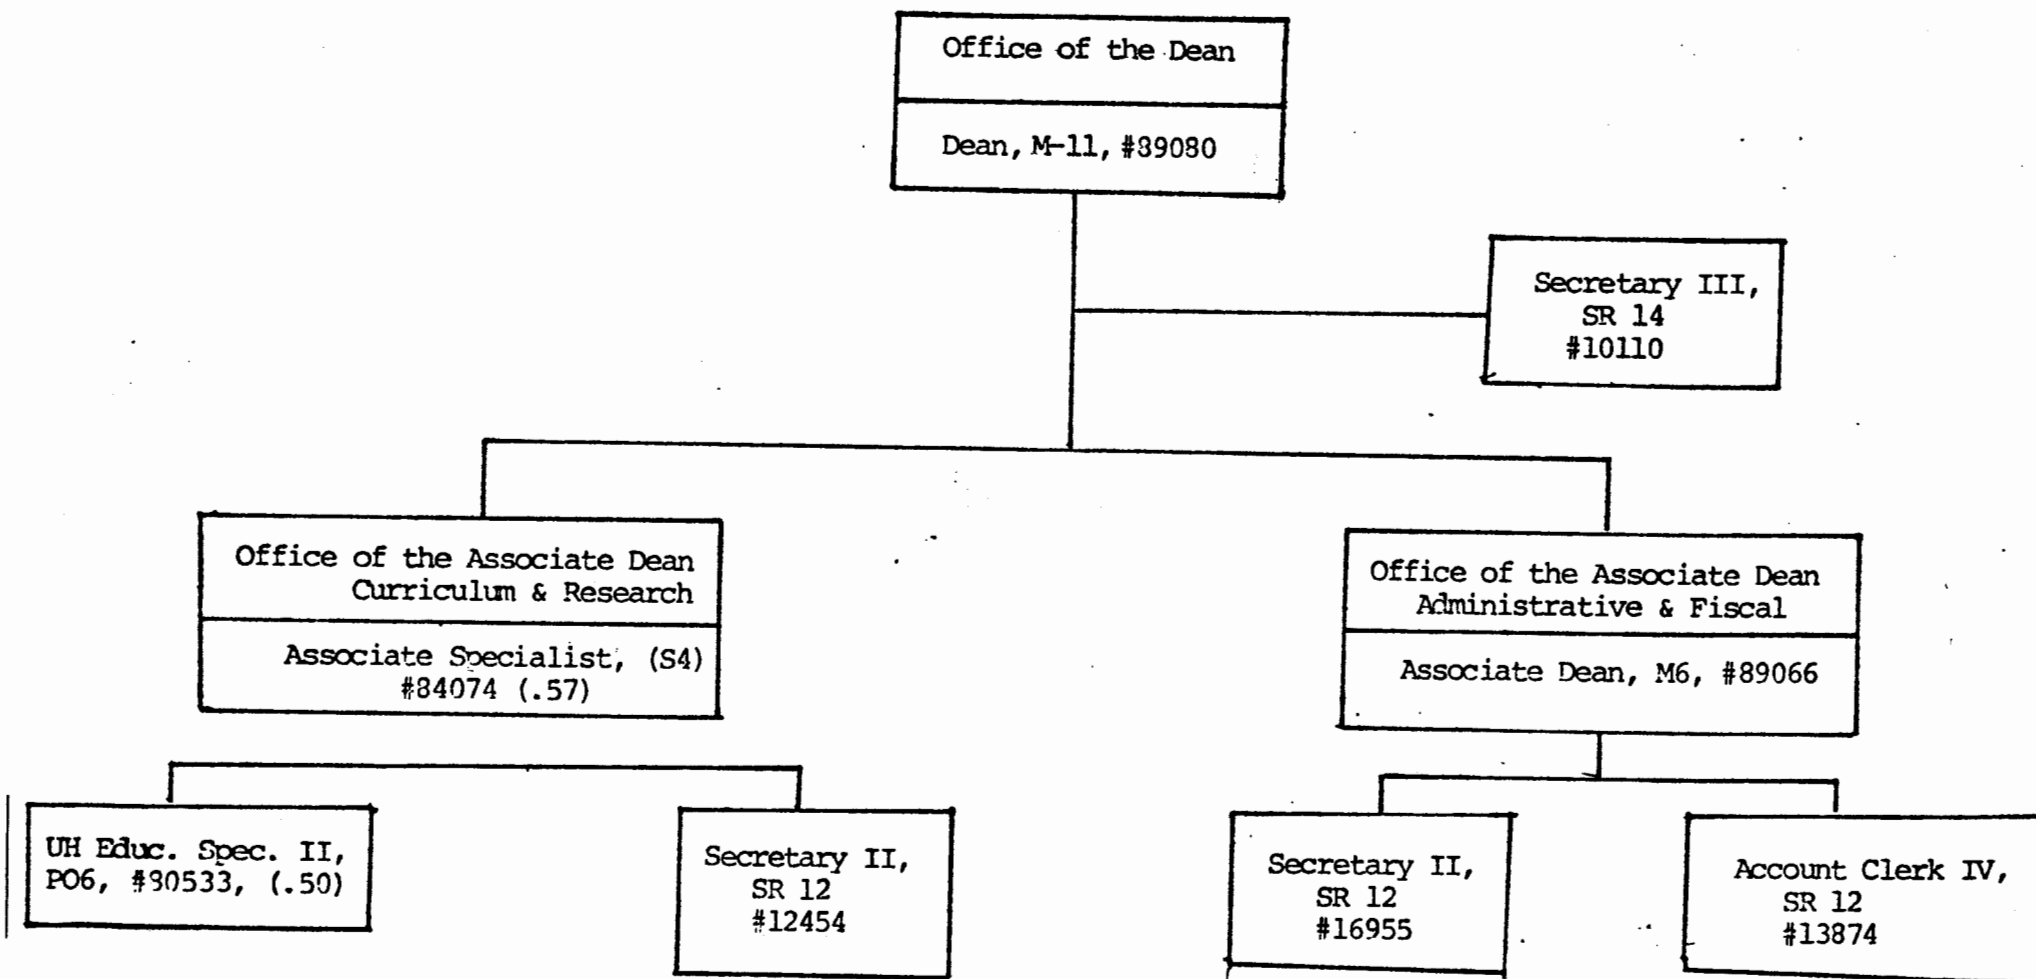 Office of the Dean
Dean, M-11, #89080
Secretary III,
SR 14
#10110
Office of the Associate Dean
Curriculum & Research
Associate Specialist, (S4)
#84074 (.57)
Office of the Associate Dean
Administrative & Fiscal
Associate Dean, M6, #89066
UH Educ. Spec. II,
PO6, #80533, (.50)
Secretary II,
SR 12
#12454
Secretary II,
SR 12
#16955
Account Clerk IV,
SR 12
#13874